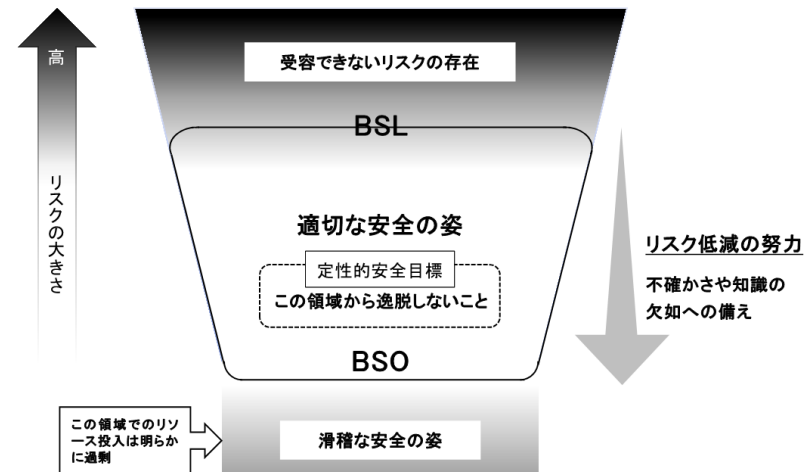 高
リスクの大きさ
受容できないリスクの存在
BSL
適切な安全の姿
定性的安全目標
この領域から逸脱しないこと
BSO
リスク低減の努力
不確かさや知識の
欠如への備え
この領域でのリソ
ース投入は明らか
に過剰
滑稽な安全の姿